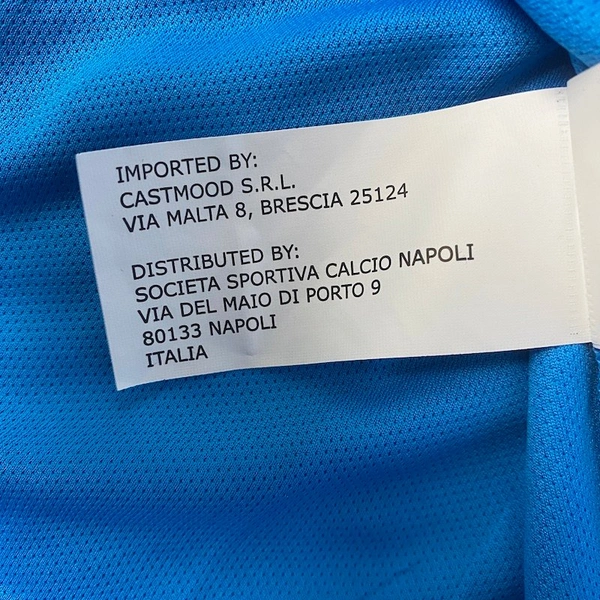 IMPORTED BY:
CASTMOOD S.R.L.
VIA MALTA 8, BRESCIA 25124
DISTRIBUTED BY:
SOCIETA SPORTIVA CALCIO NAPOLI
VIA DEL MAIO DI PORTO 9
80133 NAPOLI
ITALIA